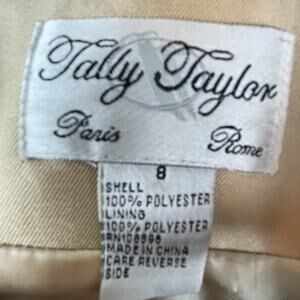 Tally Taylor
Paris Rome
8
SHELL
100% POLYESTER
LINING
100% POLYESTER
MADE IN CHINA
CARE REVERSE
SIDE